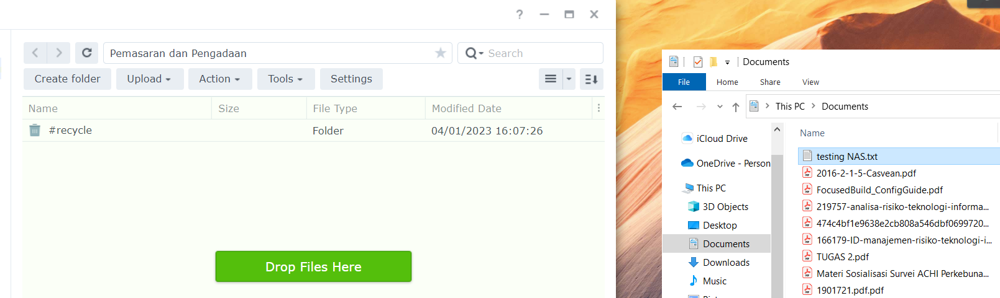 Pemasaran dan Pengadaan
Search
Create folder
Upload
Action
Tools
Settings
Name
Size
File Type
Modified Date
#recycle
Folder
04/01/2023 16:07:26
Drop Files Here
Documents
File
Home
Share
View
This PC
Documents
iCloud Drive
OneDrive - Person
This PC
3D Objects
Desktop
Documents
Downloads
Music
Name
testing NAS.txt
2016-2-1-5-Casvean.pdf
FocusedBuild_ConfigGuide.pdf
219757-analisa-risiko-teknologi-informa...
474c4bf1e9638e2cb808a546dbf0699720...
166179-ID-manajemen-risiko-teknologi-i...
TUGAS 2.pdf
Materi Sosialisasi Survei ACHI Perkebuna...
1901721.pdf.pdf